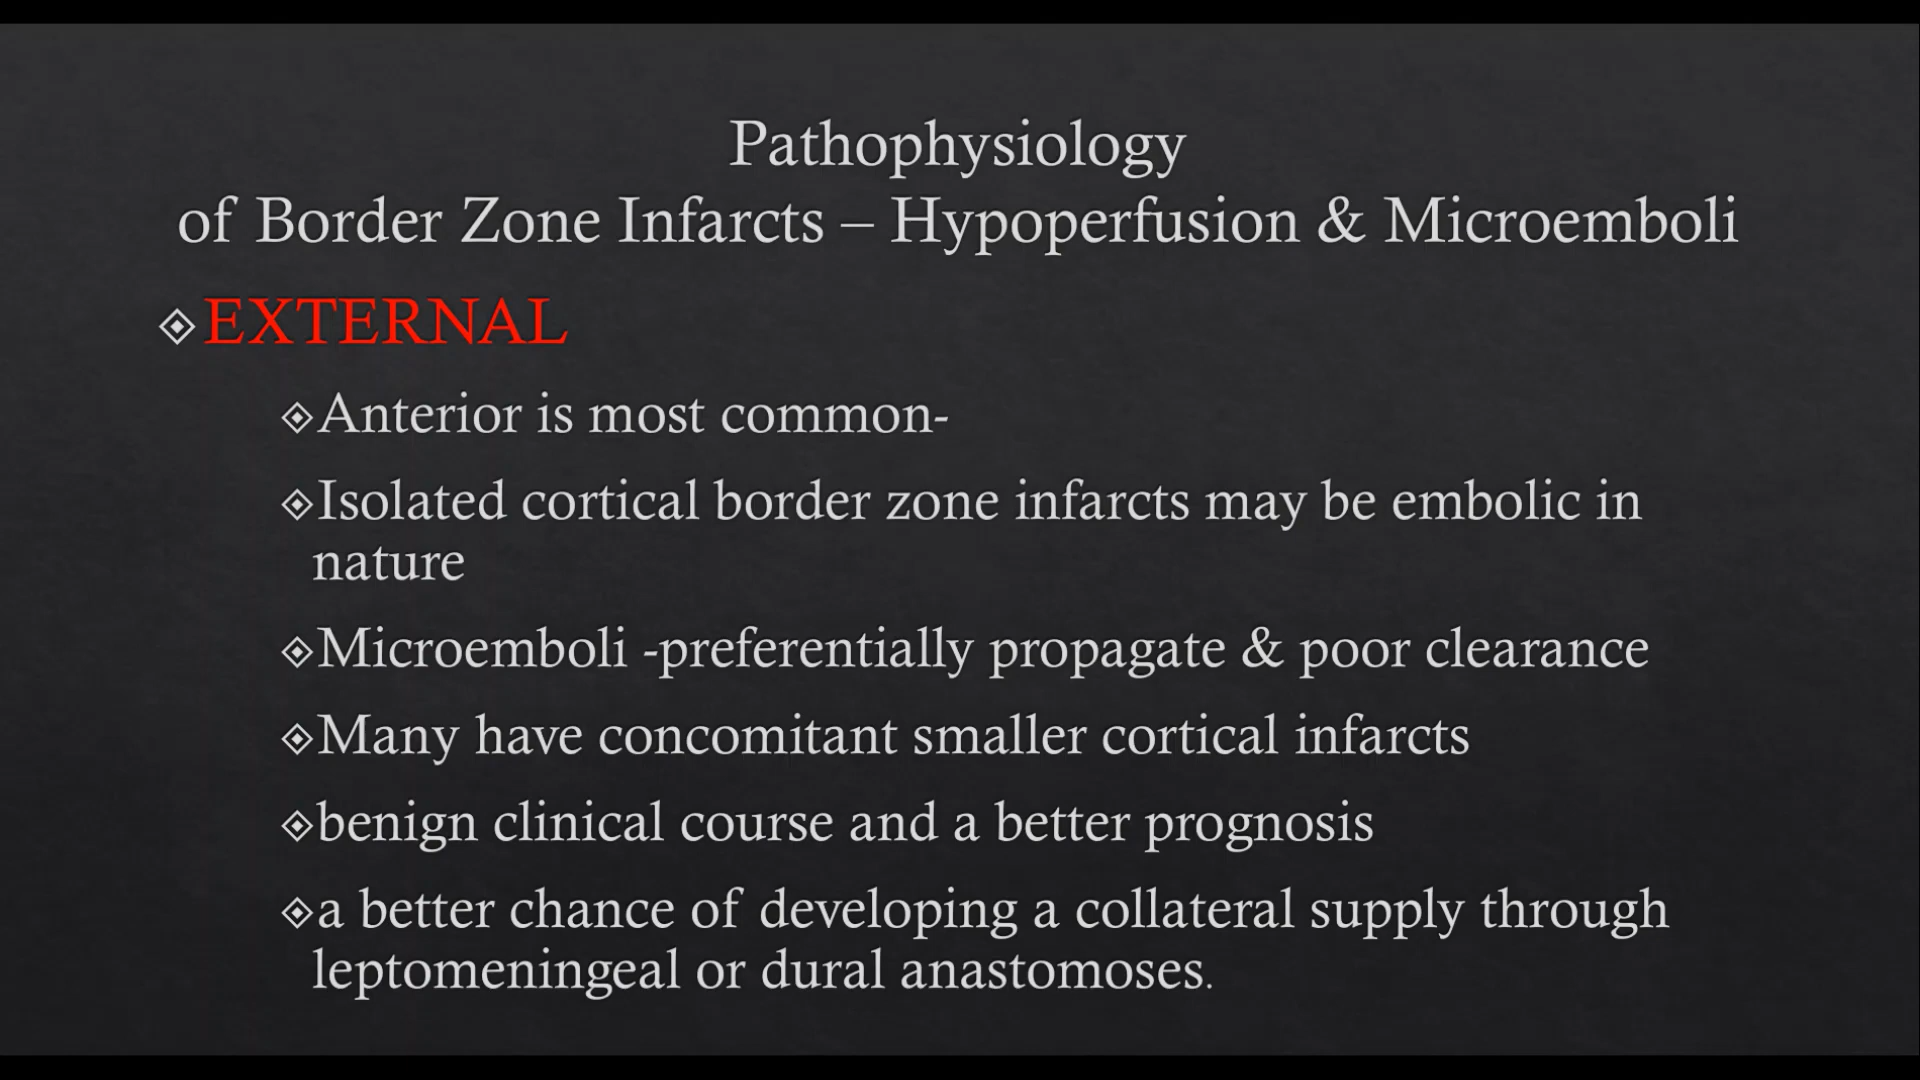 Pathophysiology
of Border Zone Infarcts – Hypoperfusion & Microemboli
EXTERNAL
Anterior is most common-
Isolated cortical border zone infarcts may be embolic in
nature
Microemboli -preferentially propagate & poor clearance
Many have concomitant smaller cortical infarcts
benign clinical course and a better prognosis
a better chance of developing a collateral supply through
leptomeningeal or dural anastomoses.